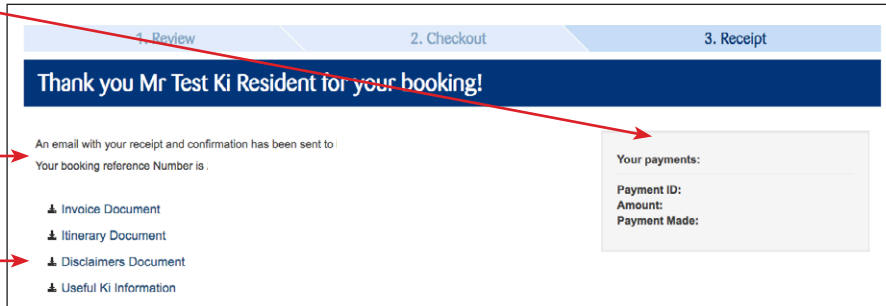 1. Review
2. Checkout
3. Receipt
Thank you Mr Test Ki Resident for your booking!
An email with your receipt and confirmation has been sent to
Your booking reference Number is
Invoice Document
Itinerary Document
Disclaimers Document
Useful Ki Information
Your payments:
Payment ID:
Amount:
Payment Made: